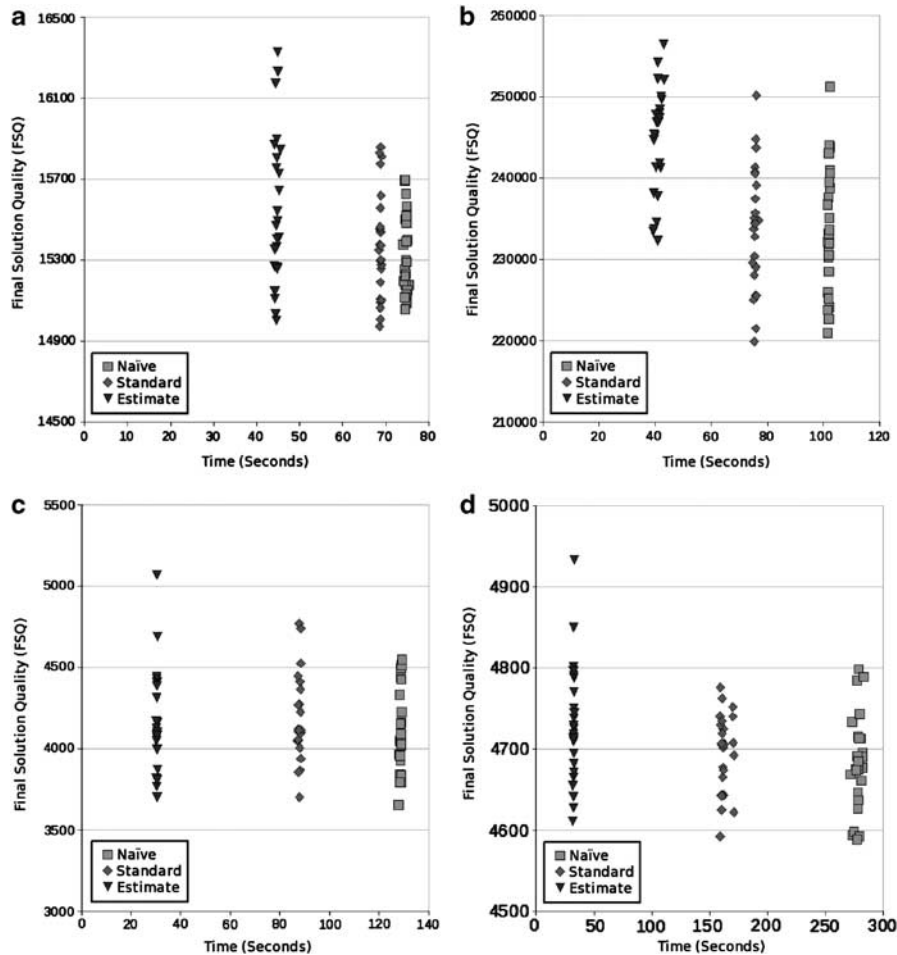 a
16500
16100
15700
15300
14900
14500
Final Solution Quality (FSQ)
Naïve
Standard
Estimate
0 10 20 30 40 50 60 70 80
Time (Seconds)
b
260000
250000
240000
230000
220000
210000
Final Solution Quality (FSQ)
Naïve
Standard
Estimate
0 20 40 60 80 100 120
Time (Seconds)
c
5500
5000
4500
4000
3500
3000
Final Solution Quality (FSQ)
Naïve
Standard
Estimate
0 20 40 60 80 100 120 140
Time (Seconds)
d
5000
4900
4800
4700
4600
4500
Final Solution Quality (FSQ)
Naïve
Standard
Estimate
0 50 100 150 200 250 300
Time (Seconds)